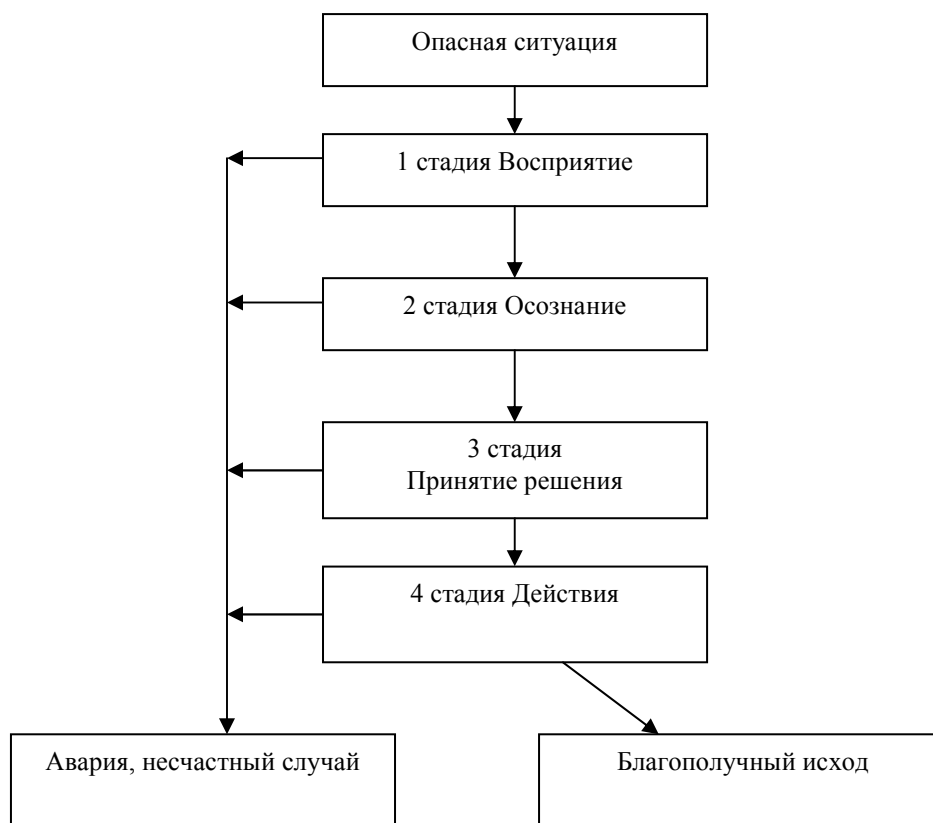 Опасная ситуация
1 стадия Восприятие
2 стадия Осознание
3 стадия
Принятие решения
4 стадия Действия
Авария, несчастный случай
Благополучный исход